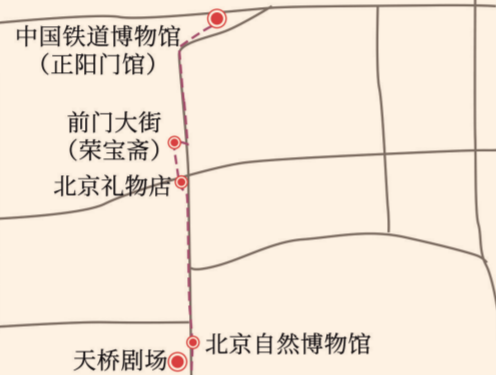 中国铁道博物馆
（正阳门馆）
前门大街
（荣宝斋）
北京礼物店
北京自然博物馆
天桥剧场